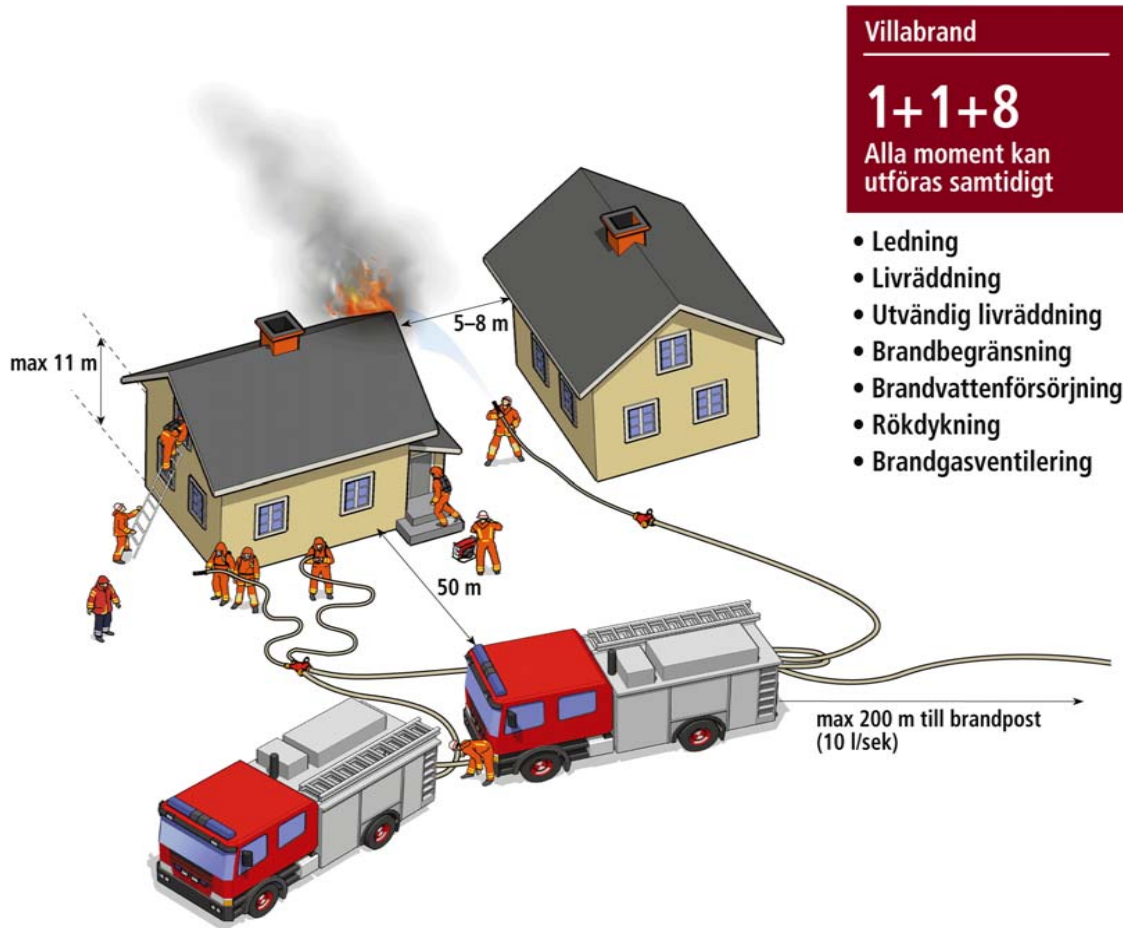 Villabrand
1+1+8
Alla moment kan
utföras samtidigt
• Ledning
• Livräddning
• Utvändig livräddning
• Brandbegränsning
• Brandvattenförsörjning
• Rökdykning
• Brandgasventilering
5–8 m
max 11 m
50 m
max 200 m till brandpost
(10 l/sek)